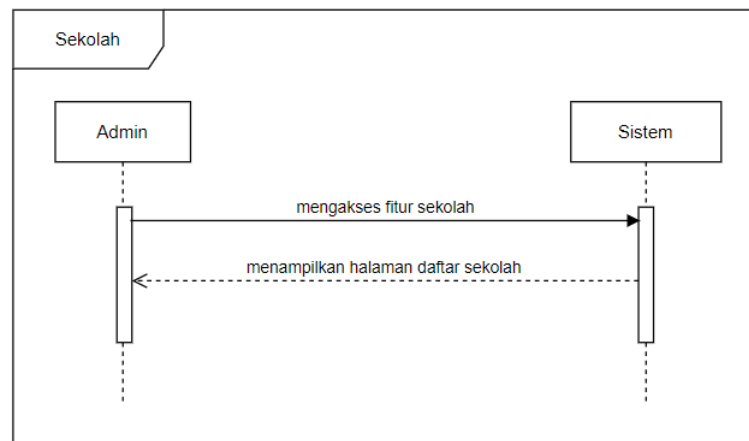 Sekolah
Admin
Sistem
mengakses fitur sekolah
menampilkan halaman daftar sekolah